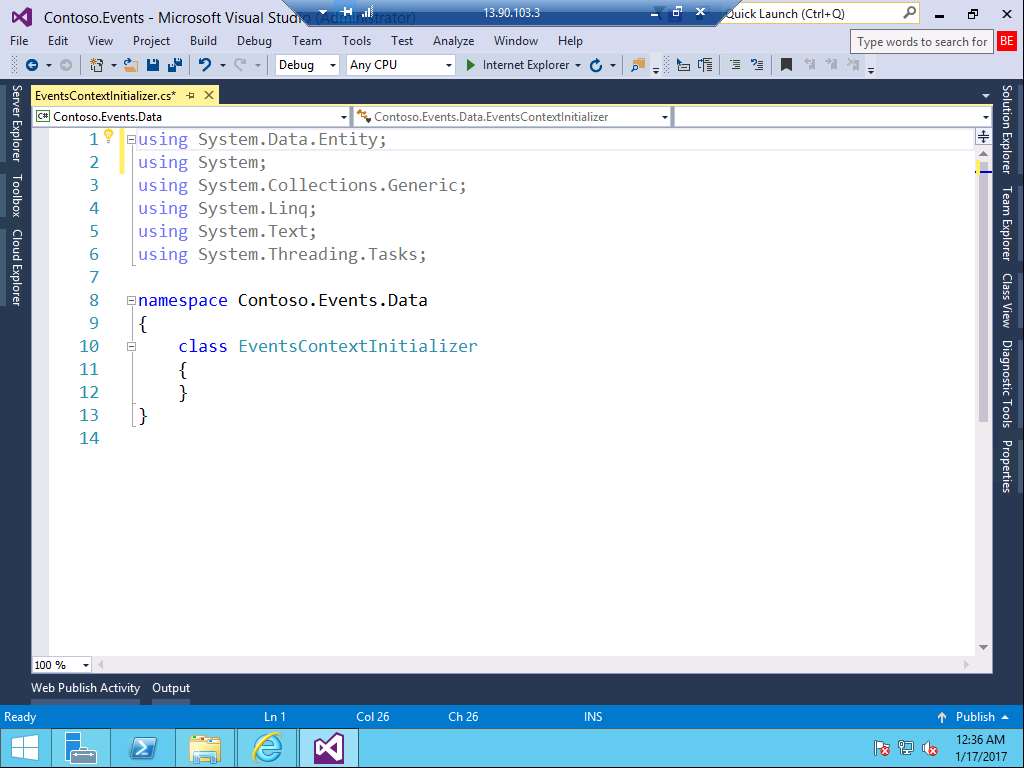 Contoso.Events - Microsoft Visual Studio (Administrator)
13.90.103.3
Quick Launch (Ctrl+Q)
File Edit View Project Build Debug Team Tools Test Analyze Window Help
Type words to search for
BE
Debug Any CPU Internet Explorer
EventsContextInitializer.cs*
C# Contoso.Events.Data
Contoso.Events.Data.EventsContextInitializer
Server Explorer
Toolbox
Cloud Explorer
1 using System.Data.Entity;
2 using System;
3 using System.Collections.Generic;
4 using System.Linq;
5 using System.Text;
6 using System.Threading.Tasks;
7
8 namespace Contoso.Events.Data
9 {
10 class EventsContextInitializer
11 {
12 }
13 }
14
Solution Explorer
Team Explorer
Class View
Diagnostic Tools
Properties
100 %
Web Publish Activity Output
Ready Ln 1 Col 26 Ch 26 INS Publish
12:36 AM
1/17/2017